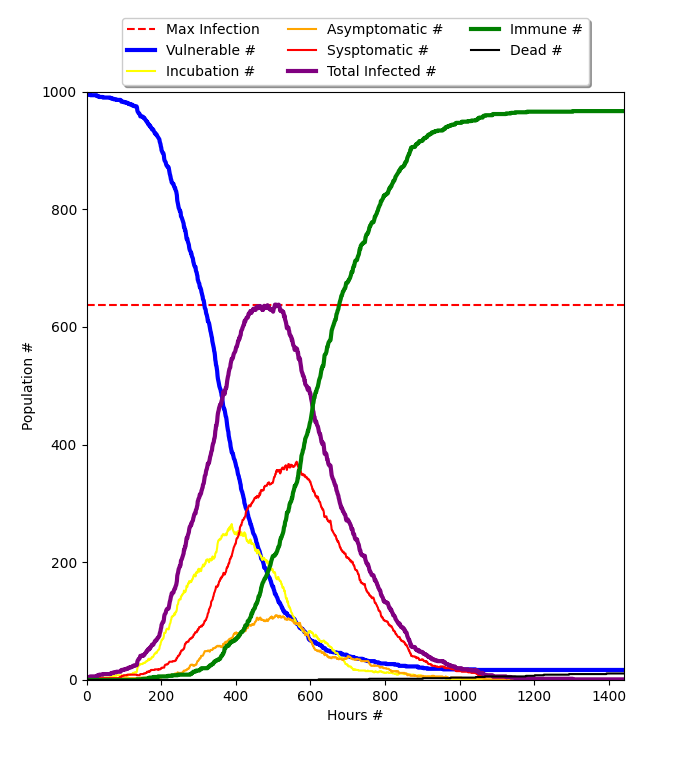 Max Infection Asymptomatic # Immune #
Vulnerable # Sysptomatic # Dead #
Incubation # Total Infected #
1000
800
600
400
200
0
Population #
0 200 400 600 800 1000 1200 1400
Hours #